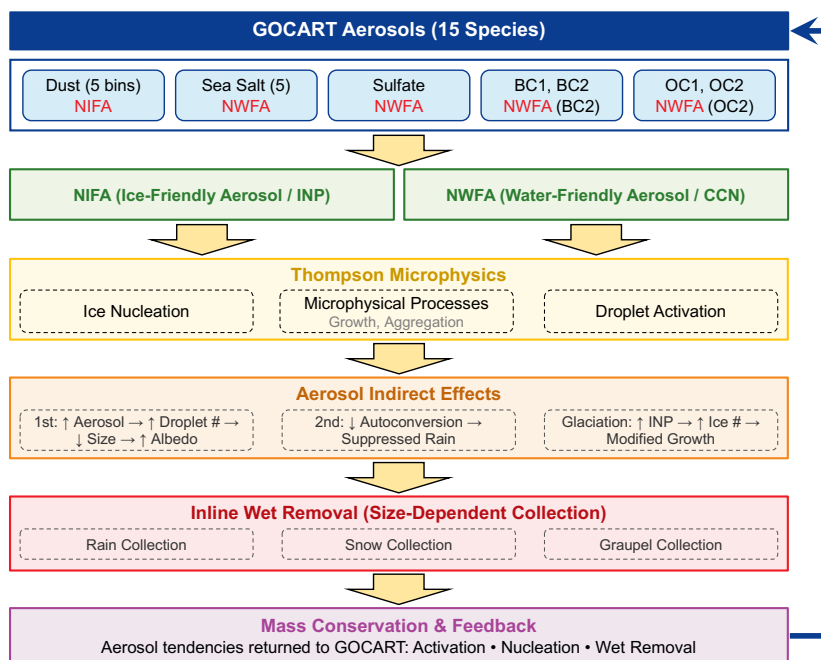 GOCART Aerosols (15 Species)
Dust (5 bins)
NIFA
Sea Salt (5)
NWFA
Sulfate
NWFA
BC1, BC2
NWFA (BC2)
OC1, OC2
NWFA (OC2)
NIFA (Ice-Friendly Aerosol / INP)
NWFA (Water-Friendly Aerosol / CCN)
Thompson Microphysics
Ice Nucleation
Microphysical Processes
Growth, Aggregation
Droplet Activation
Aerosol Indirect Effects
1st: ↑ Aerosol → ↑ Droplet # →
↓ Size → ↑ Albedo
2nd: ↓ Autoconversion →
Suppressed Rain
Glaciation: ↑ INP → ↑ Ice # →
Modified Growth
Inline Wet Removal (Size-Dependent Collection)
Rain Collection
Snow Collection
Graupel Collection
Mass Conservation & Feedback
Aerosol tendencies returned to GOCART: Activation • Nucleation • Wet Removal